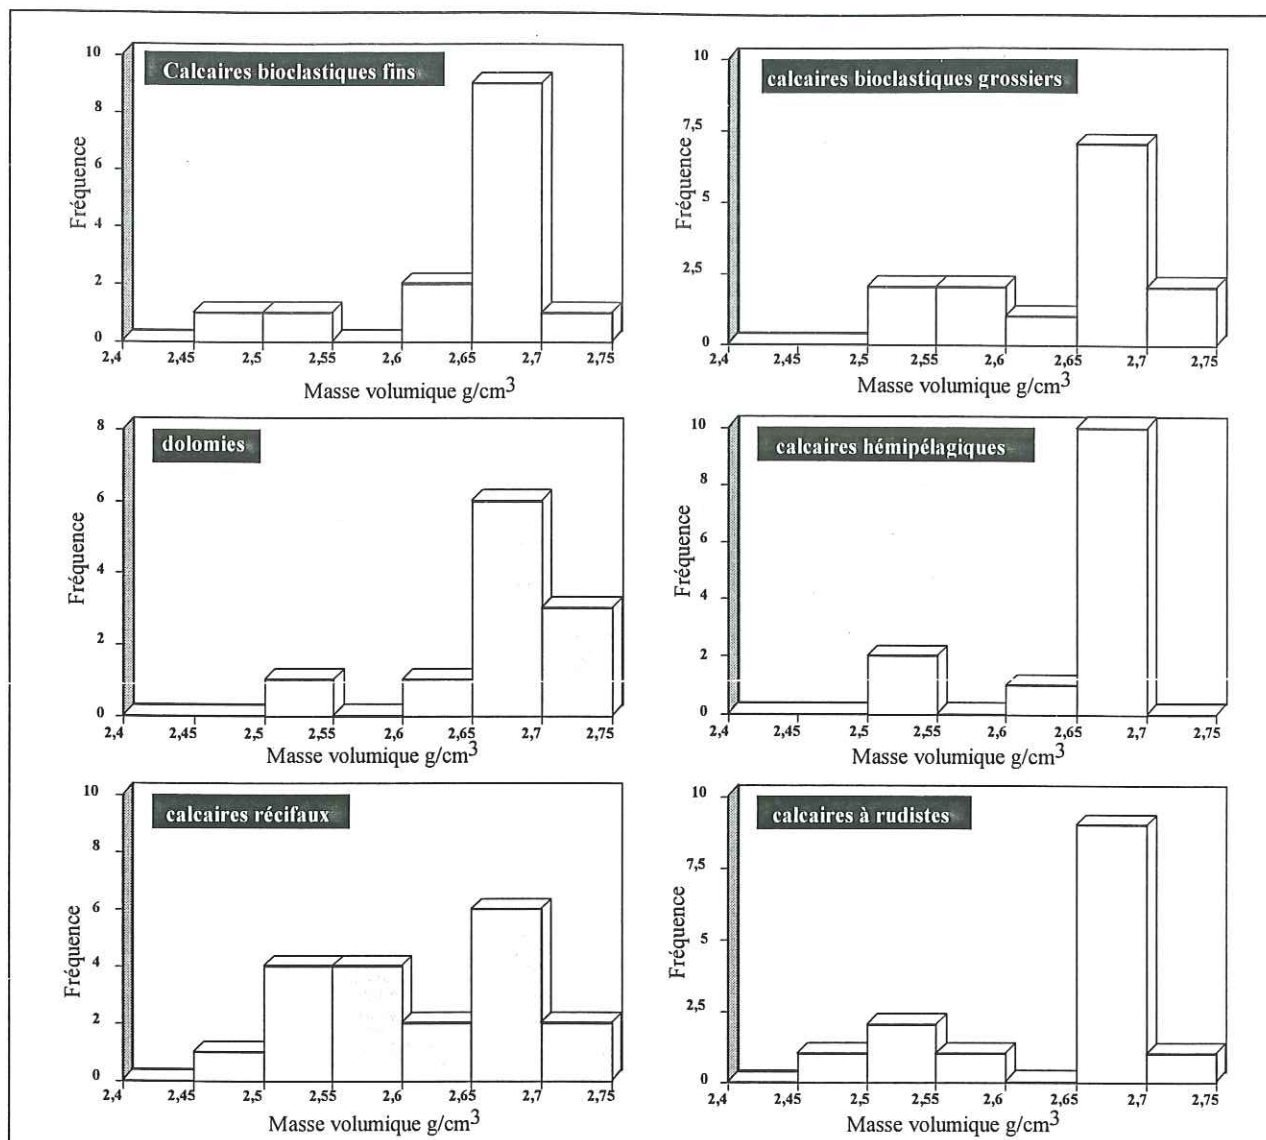 Calcaires bioclastiques fins
Fréquence
10
8
6
4
2
0
2,4 2,45 2,5 2,55 2,6 2,65 2,7 2,75
Masse volumique g/cm3
calcaires bioclastiques grossiers
Fréquence
10
7,5
5
2,5
0
2,4 2,45 2,5 2,55 2,6 2,65 2,7 2,75
Masse volumique g/cm3
dolomies
Fréquence
8
6
4
2
0
2,4 2,45 2,5 2,55 2,6 2,65 2,7 2,75
Masse volumique g/cm3
calcaires hémipélagiques
Fréquence
10
8
6
4
2
0
2,4 2,45 2,5 2,55 2,6 2,65 2,7 2,75
Masse volumique g/cm3
calcaires récifaux
Fréquence
10
8
6
4
2
0
2,4 2,45 2,5 2,55 2,6 2,65 2,7 2,75
Masse volumique g/cm3
calcaires à rudistes
Fréquence
10
7,5
5
2,5
0
2,4 2,45 2,5 2,55 2,6 2,65 2,7 2,75
Masse volumique g/cm3